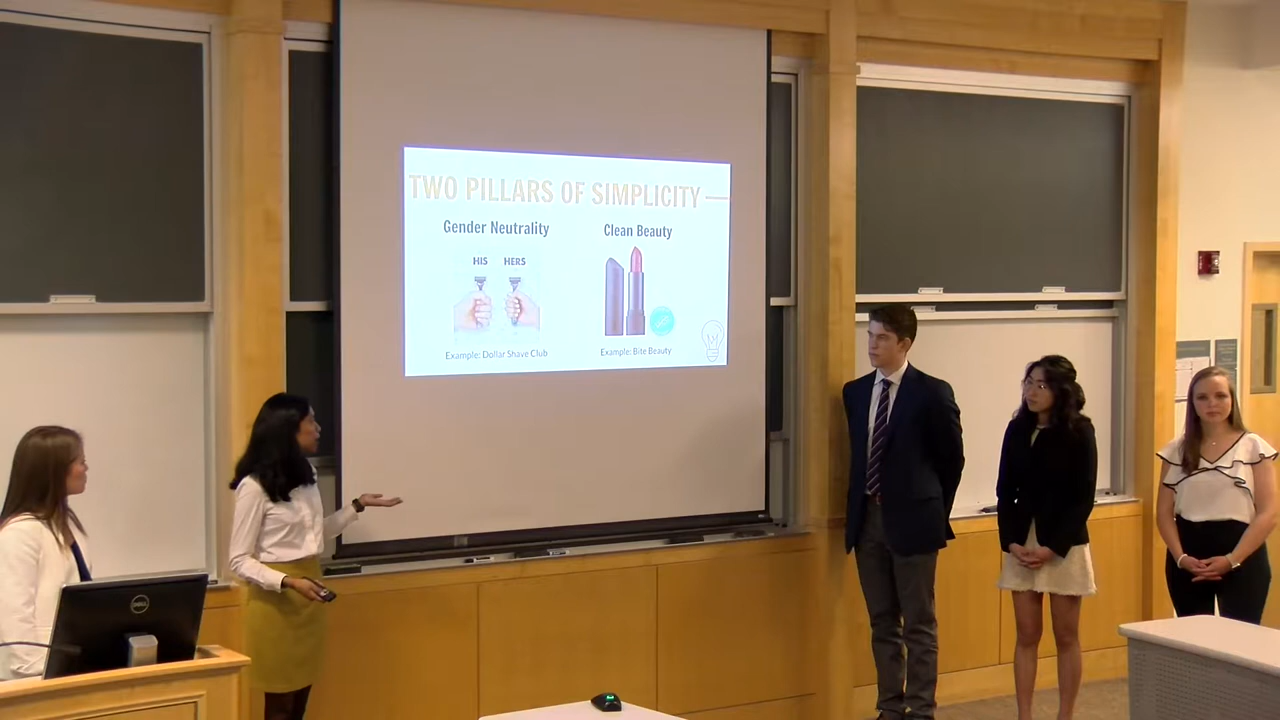 TWO PILLARS OF SIMPLICITY
Gender Neutrality
Clean Beauty
HIS HERS
Example: Dollar Shave Club
Example: Bite Beauty
DELL